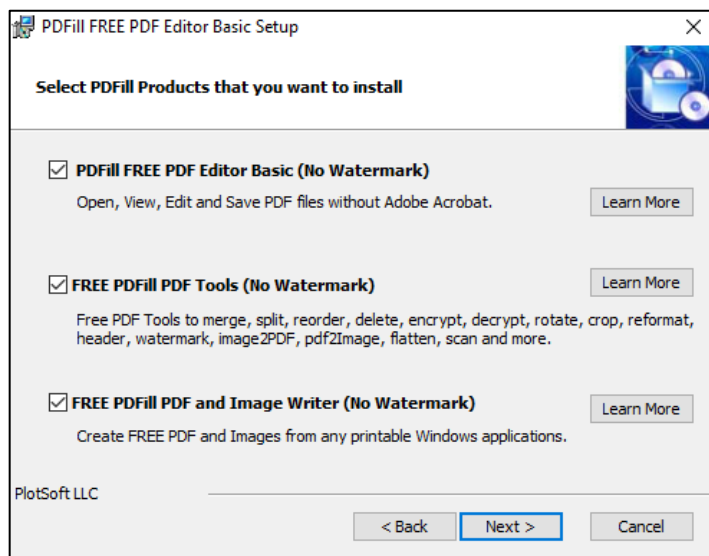 PDFill FREE PDF Editor Basic Setup
Select PDFill Products that you want to install
PDFill FREE PDF Editor Basic (No Watermark)
Open, View, Edit and Save PDF files without Adobe Acrobat.
Learn More
FREE PDFill PDF Tools (No Watermark)
Learn More
Free PDF Tools to merge, split, reorder, delete, encrypt, decrypt, rotate, crop, reformat,
header, watermark, image2PDF, pdf2Image, flatten, scan and more.
FREE PDFill PDF and Image Writer (No Watermark)
Learn More
Create FREE PDF and Images from any printable Windows applications.
PlotSoft LLC
< Back Next > Cancel